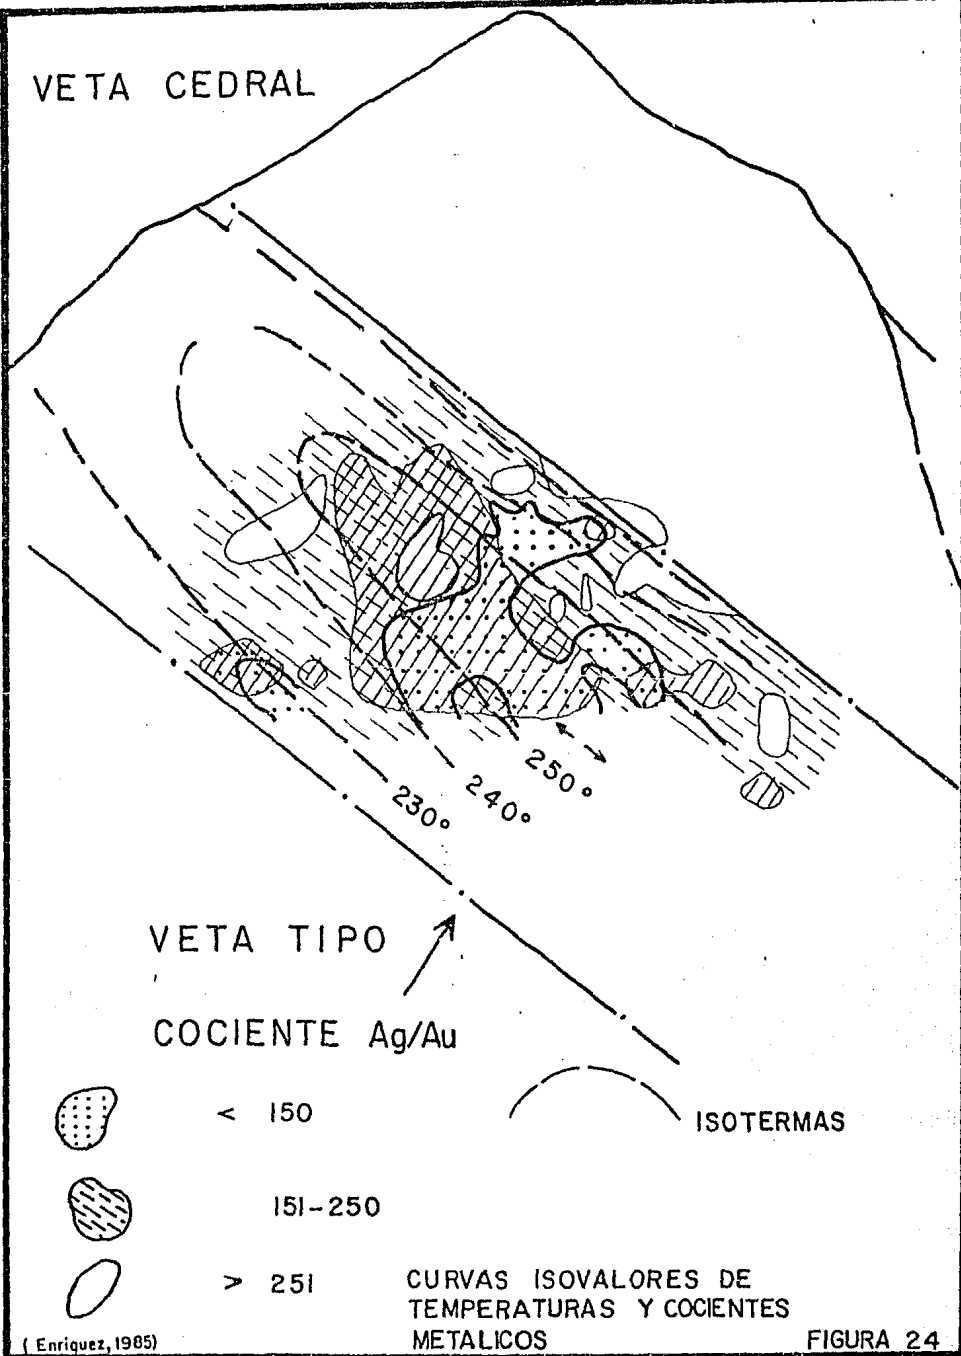 VETA CEDRAL
250°
240°
230°
VETA TIPO
COCIENTE Ag/Au
< 150
ISOTERMAS
151-250
> 251
CURVAS ISOVALORES DE
TEMPERATURAS Y COCIENTES
METALICOS
(Enriquez, 1985)
FIGURA 24